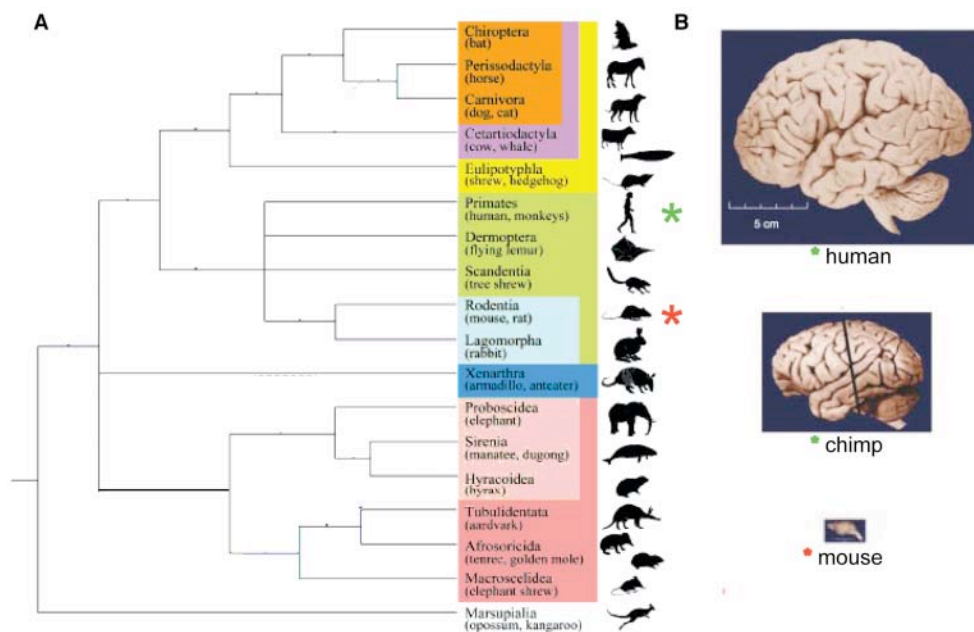 A
Chiroptera
(bat)
Perissodactyla
(horse)
Carnivora
(dog, cat)
Cetartiodactyla
(cow, whale)
Eulipotyphla
(shrew, hedgehog)
Primates
(human, monkeys)
Dermoptera
(flying lemur)
Scandentia
(tree shrew)
Rodentia
(mouse, rat)
Lagomorpha
(rabbit)
Xenarthra
(armadillo, anteater)
Proboscidea
(elephant)
Sirenia
(manatee, dugong)
Hyracoidea
(hyrax)
Tubulidentata
(aardvark)
Afrosoricida
(tenrec, golden mole)
Macroscelidea
(elephant shrew)
Marsupialia
(opossum, kangaroo)
*
*
B
5 cm
* human
* chimp
* mouse